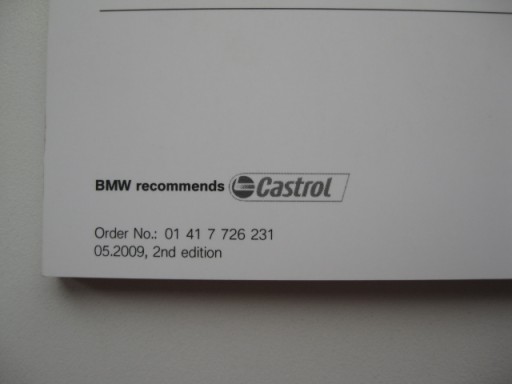 BMW recommends Castrol
Order No.: 01 41 7 726 231
05.2009, 2nd edition